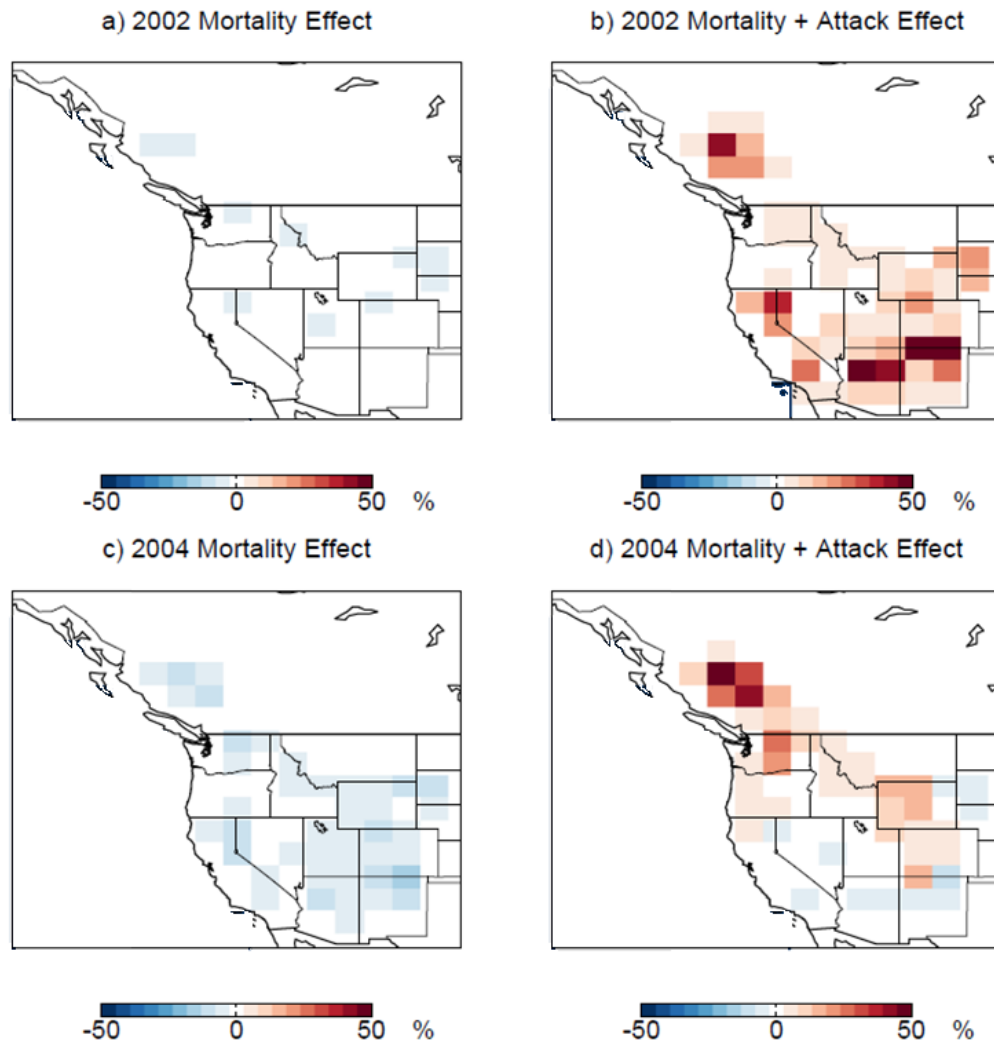 a) 2002 Mortality Effect
b) 2002 Mortality + Attack Effect
-50 0 50 %
-50 0 50 %
c) 2004 Mortality Effect
d) 2004 Mortality + Attack Effect
-50 0 50 %
-50 0 50 %